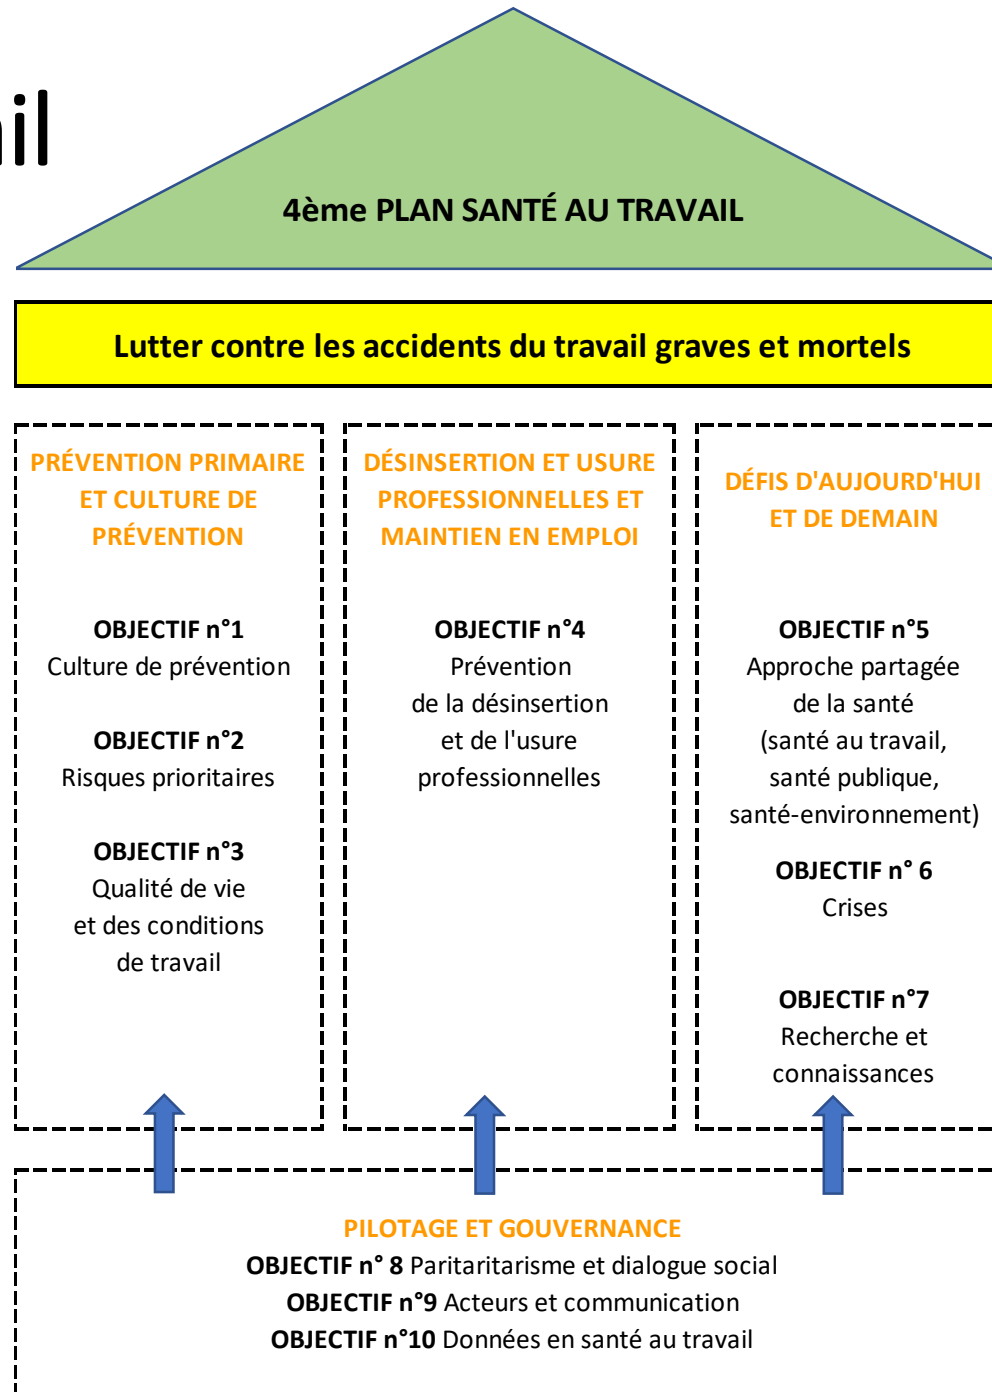 ail
4ème PLAN SANTÉ AU TRAVAIL
Lutter contre les accidents du travail graves et mortels
PRÉVENTION PRIMAIRE
ET CULTURE DE
PRÉVENTION
OBJECTIF n°1
Culture de prévention
OBJECTIF n°2
Risques prioritaires
OBJECTIF n°3
Qualité de vie
et des conditions
de travail
DÉSINSERTION ET USURE
PROFESSIONNELLES ET
MAINTIEN EN EMPLOI
OBJECTIF n°4
Prévention
de la désinsertion
et de l'usure
professionnelles
DÉFIS D'AUJOURD'HUI
ET DE DEMAIN
OBJECTIF n°5
Approche partagée
de la santé
(santé au travail,
santé publique,
santé-environnement)
OBJECTIF n° 6
Crises
OBJECTIF n°7
Recherche et
connaissances
PILOTAGE ET GOUVERNANCE
OBJECTIF n° 8 Paritaritarisme et dialogue social
OBJECTIF n°9 Acteurs et communication
OBJECTIF n°10 Données en santé au travail